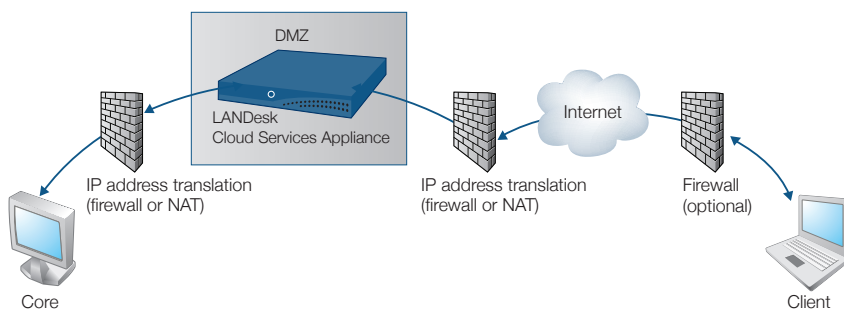 DMZ
LANDesk
Cloud Services Appliance
Internet
IP address translation
(firewall or NAT)
IP address translation
(firewall or NAT)
Firewall
(optional)
Core
Client